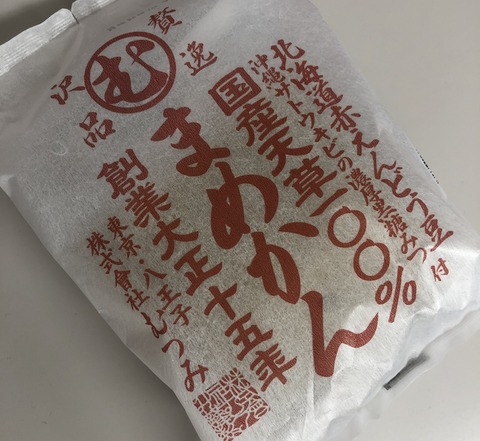 贅沢
逸品
む
北海道赤えんどう豆付
沖縄サトウキビの濃厚黒糖みつ
国産天草一〇〇%
まめかん
創業大正十五年
東京・八王子
株式會社むつみ